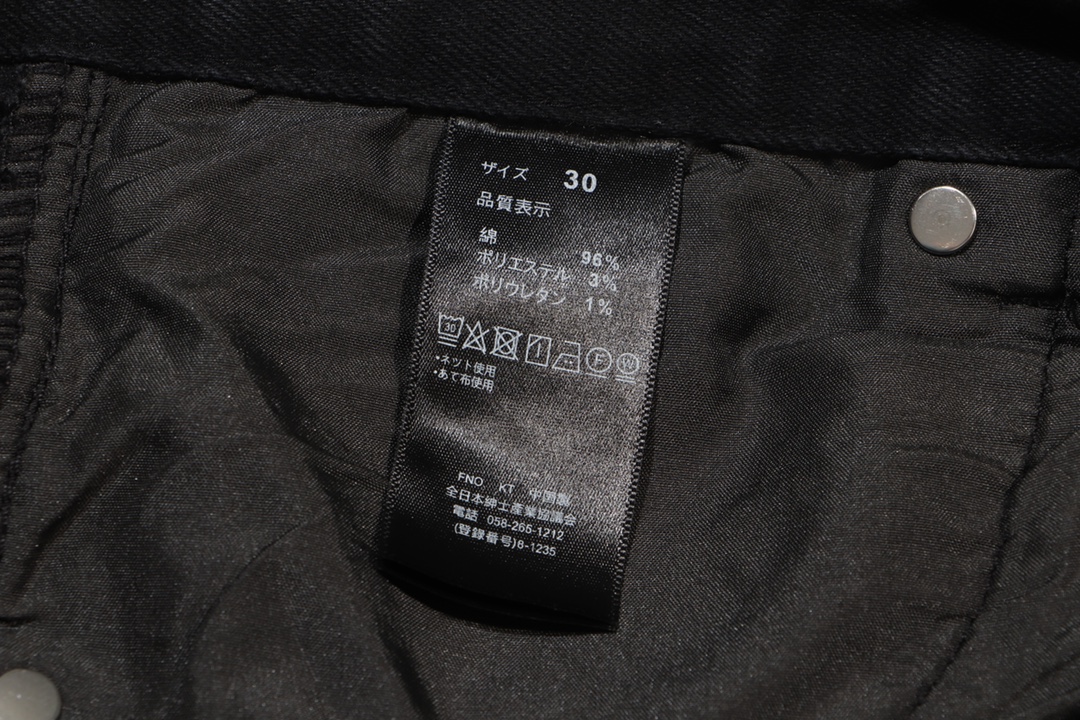 サイズ 30
品質表示
綿 96%
ポリエステル 3%
ポリウレタン 1%
30 F W
・ネット使用
・あて布使用
FNO KT 中国製
全日本紳士産業協議会
電話 058-265-1212
(登録番号)8-1235